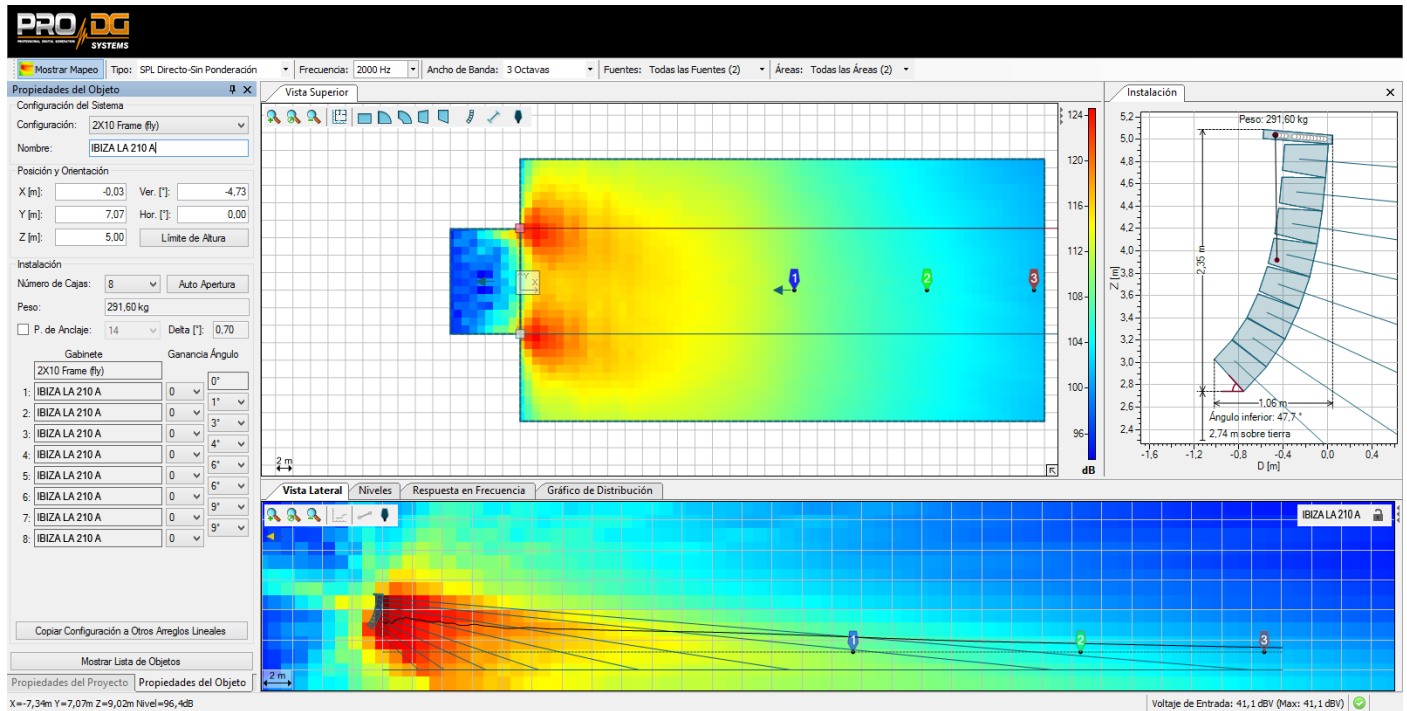 PRO DG
PROFESSIONAL DIGITAL GENERATION SYSTEMS
Mostrar Mapeo Tipo: SPL Directo-Sin Ponderación Frecuencia: 2000 Hz Ancho de Banda: 3 Octavas Fuentes: Todas las Fuentes (2) Áreas: Todas las Áreas (2)
Propiedades del Objeto
Configuración del Sistema
Configuración: 2X10 Frame (fly)
Nombre: IBIZA LA 210 A
Posición y Orientación
X [m]: -0,03 Ver. [°]: -4,73
Y [m]: 7,07 Hor. [°]: 0,00
Z [m]: 5,00 Límite de Altura
Instalación
Número de Cajas: 8 Auto Apertura
Peso: 291,60 kg
P. de Anclaje: 14 Delta [°]: 0,70
Gabinete Ganancia Ángulo
2X10 Frame (fly)
0°
1: IBIZA LA 210 A 0
1°
2: IBIZA LA 210 A 0
3°
3: IBIZA LA 210 A 0
4°
4: IBIZA LA 210 A 0
6°
5: IBIZA LA 210 A 0
6°
6: IBIZA LA 210 A 0
9°
7: IBIZA LA 210 A 0
9°
8: IBIZA LA 210 A 0
Copiar Configuración a Otros Arreglos Lineales
Mostrar Lista de Objetos
Propiedades del Proyecto Propiedades del Objeto
Vista Superior
Y
X
1 2 3
2 m
124
120
116
112
108
104
100
96
dB
Instalación
Peso: 291,60 kg
5,2
5,0
4,8
4,6
4,4
4,2
4,0
3,8
3,6
3,4
3,2
3,0
2,8
2,6
2,4
Z [m]
2,35 m
1,06 m
Ángulo inferior: 47,7 °
2,74 m sobre tierra
-1,6 -1,2 -0,8 -0,4 0,0 0,4
D [m]
Vista Lateral Niveles Respuesta en Frecuencia Gráfico de Distribución
IBIZA LA 210 A
1 2 3
2 m
X=-7,34m Y=7,07m Z=9,02m Nivel=96,4dB
Voltaje de Entrada: 41,1 dBV (Max: 41,1 dBV)